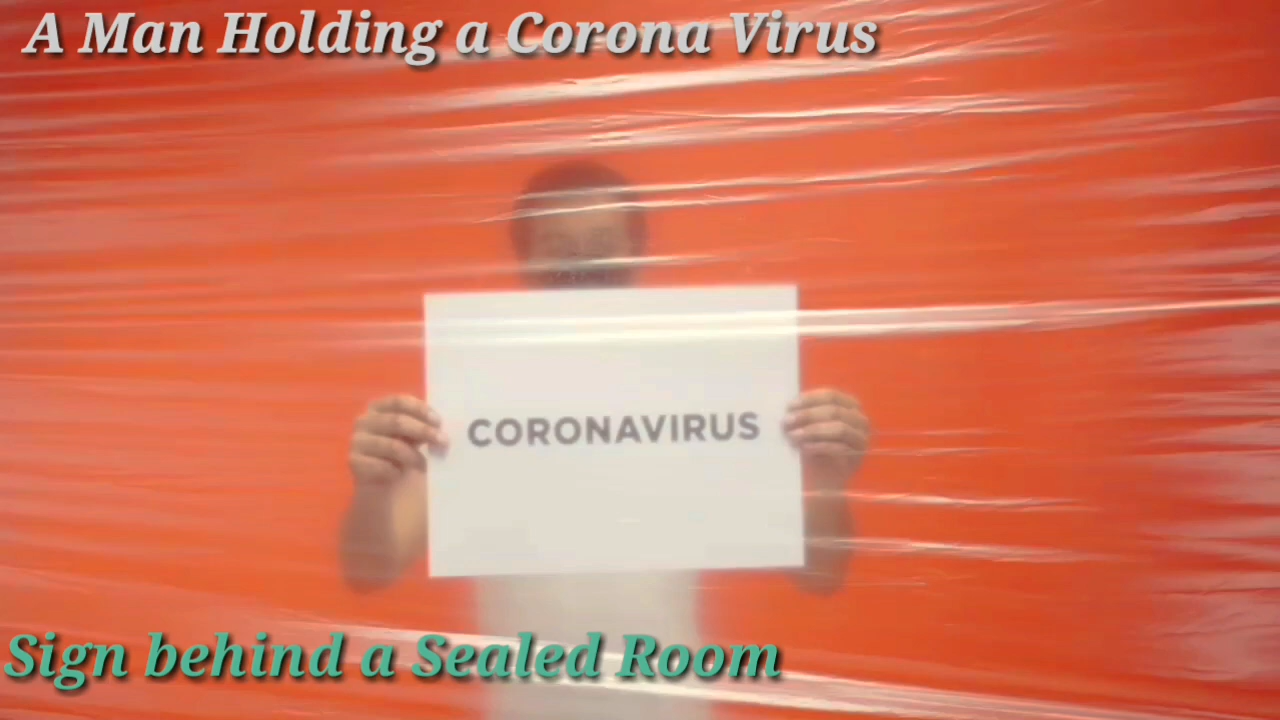 A Man Holding a Corona Virus
CORONAVIRUS
Sign behind a Sealed Room